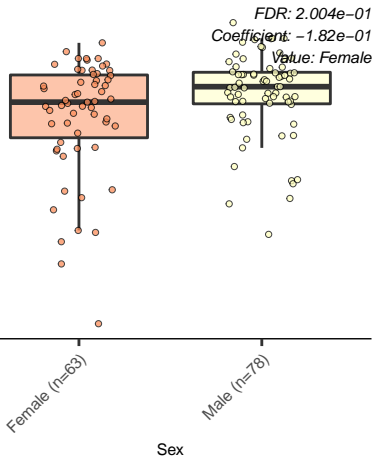 FDR: 2.004e−01
Coefficient: −1.82e−01
Value: Female
Female (n=63)
Male (n=78)
Sex